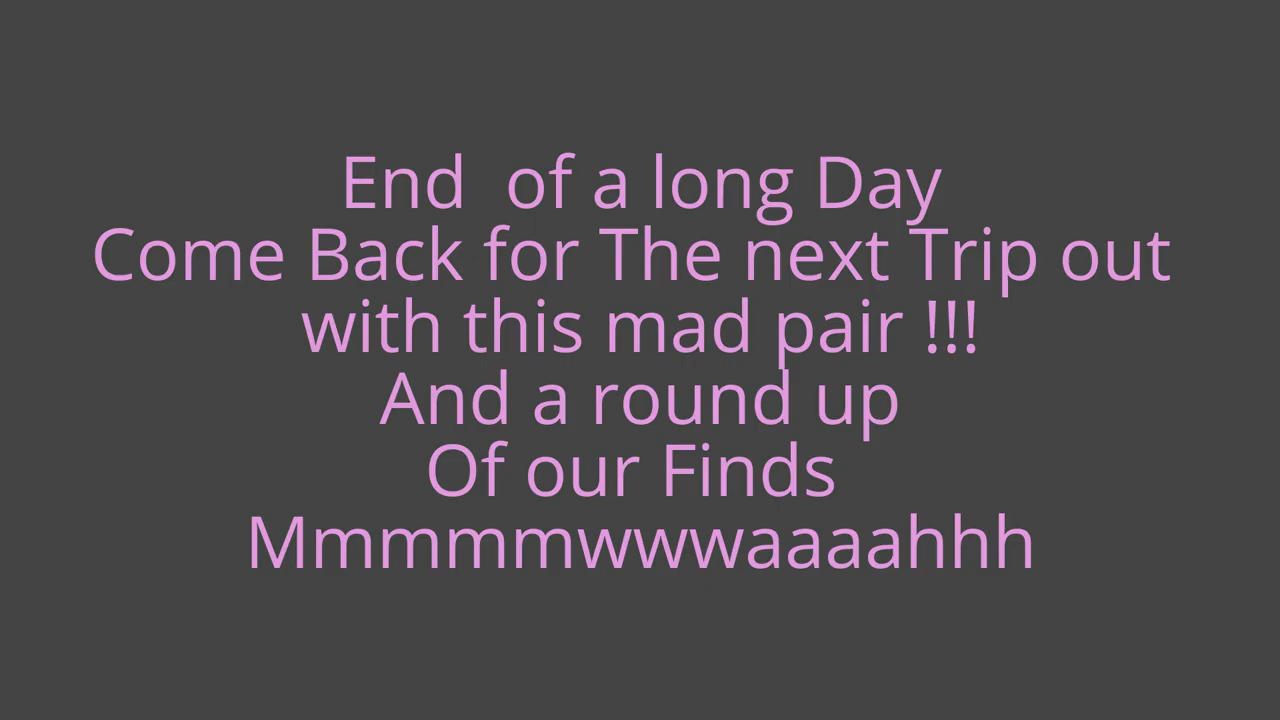 End  of a long Day
Come Back for The next Trip out
with this mad pair !!!
And a round up
Of our Finds
Mmmmmwwwaaaahhh